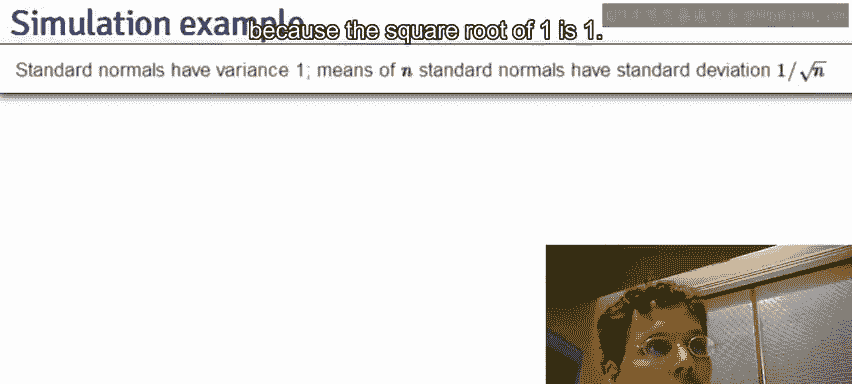 Simulation example
because the square root of 1 is 1.
Standard normals have variance 1; means of n standard normals have standard deviation 1/√n